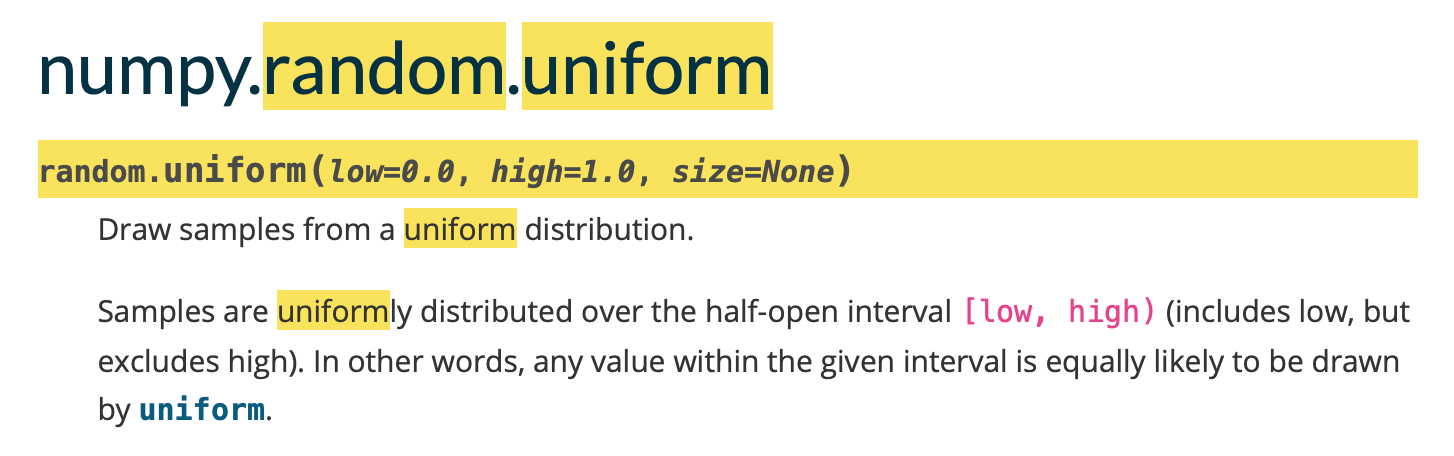 numpy.random.uniform
random.uniform(low=0.0, high=1.0, size=None)
Draw samples from a uniform distribution.
Samples are uniformly distributed over the half-open interval [low, high) (includes low, but
excludes high). In other words, any value within the given interval is equally likely to be drawn
by uniform.